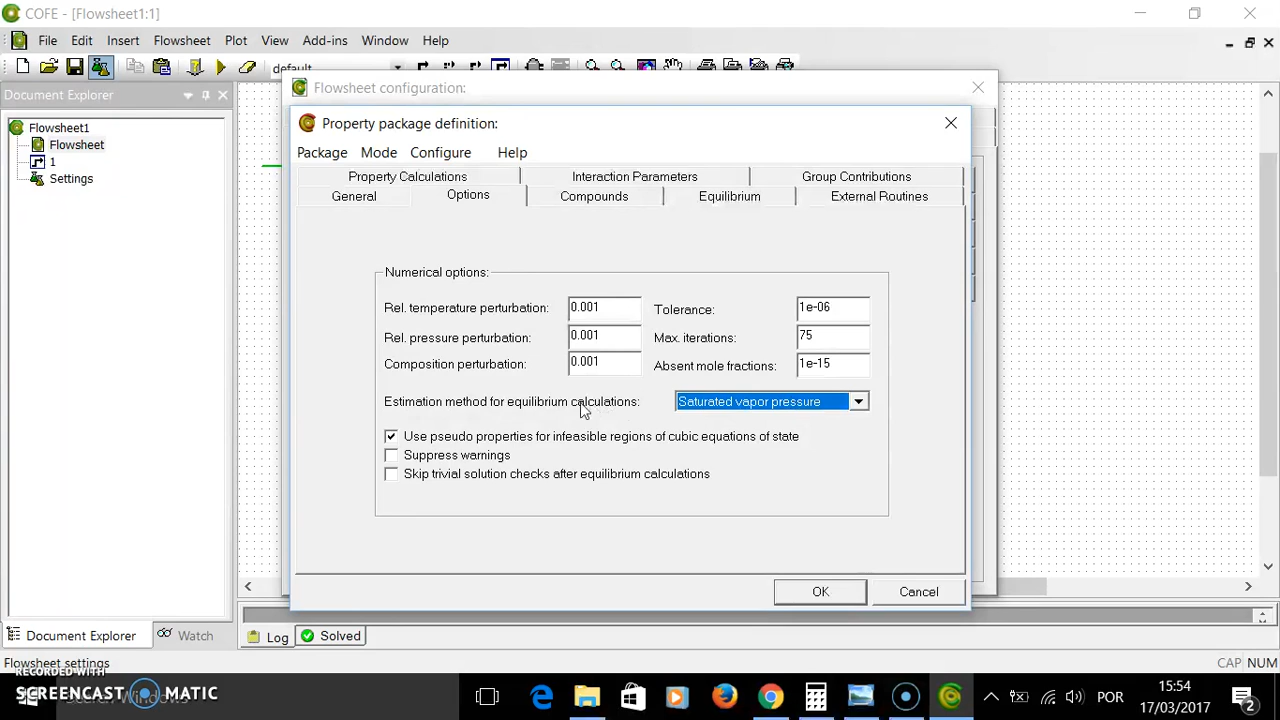 COFE - [Flowsheet1:1]
File Edit Insert Flowsheet Plot View Add-ins Window Help
default
Document Explorer
Flowsheet1
Flowsheet
1
Settings
Flowsheet configuration:
Property package definition:
Package Mode Configure Help
Property Calculations Interaction Parameters Group Contributions
General Options Compounds Equilibrium External Routines
Numerical options:
Rel. temperature perturbation: 0.001 Tolerance: 1e-06
Rel. pressure perturbation: 0.001 Max. iterations: 75
Composition perturbation: 0.001 Absent mole fractions: 1e-15
Estimation method for equilibrium calculations: Saturated vapor pressure
Use pseudo properties for infeasible regions of cubic equations of state
Suppress warnings
Skip trivial solution checks after equilibrium calculations
OK Cancel
Document Explorer Watch
Log Solved
Flowsheet settings
CAP NUM
RECORDED WITH
SCREENCAST MATIC
Search Windows
POR
15:54
17/03/2017
2